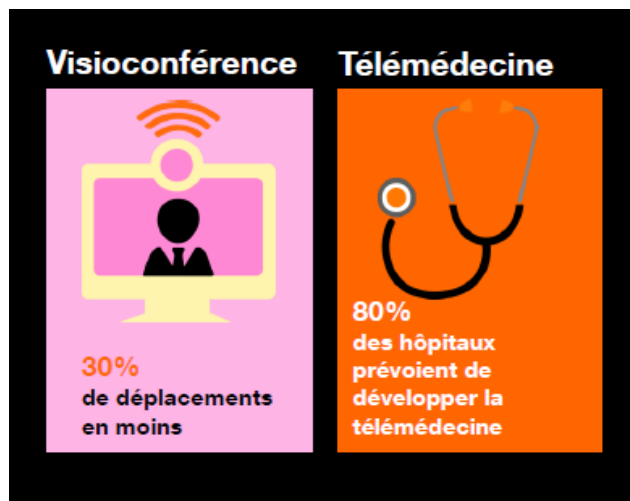 Visioconférence
30%
de déplacements
en moins
Télémédecine
80%
des hôpitaux
prévoient de
développer la
télémédecine